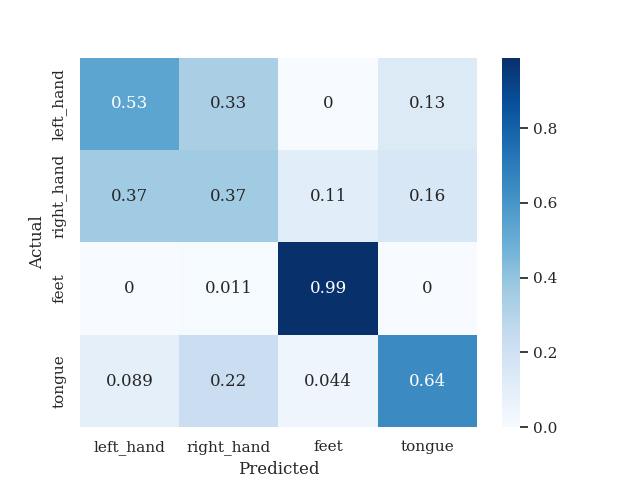 left_hand 0.53 0.33 0 0.13
right_hand 0.37 0.37 0.11 0.16
feet 0 0.011 0.99 0
tongue 0.089 0.22 0.044 0.64
left_hand right_hand feet tongue
Predicted
Actual
0.8
0.6
0.4
0.2
0.0